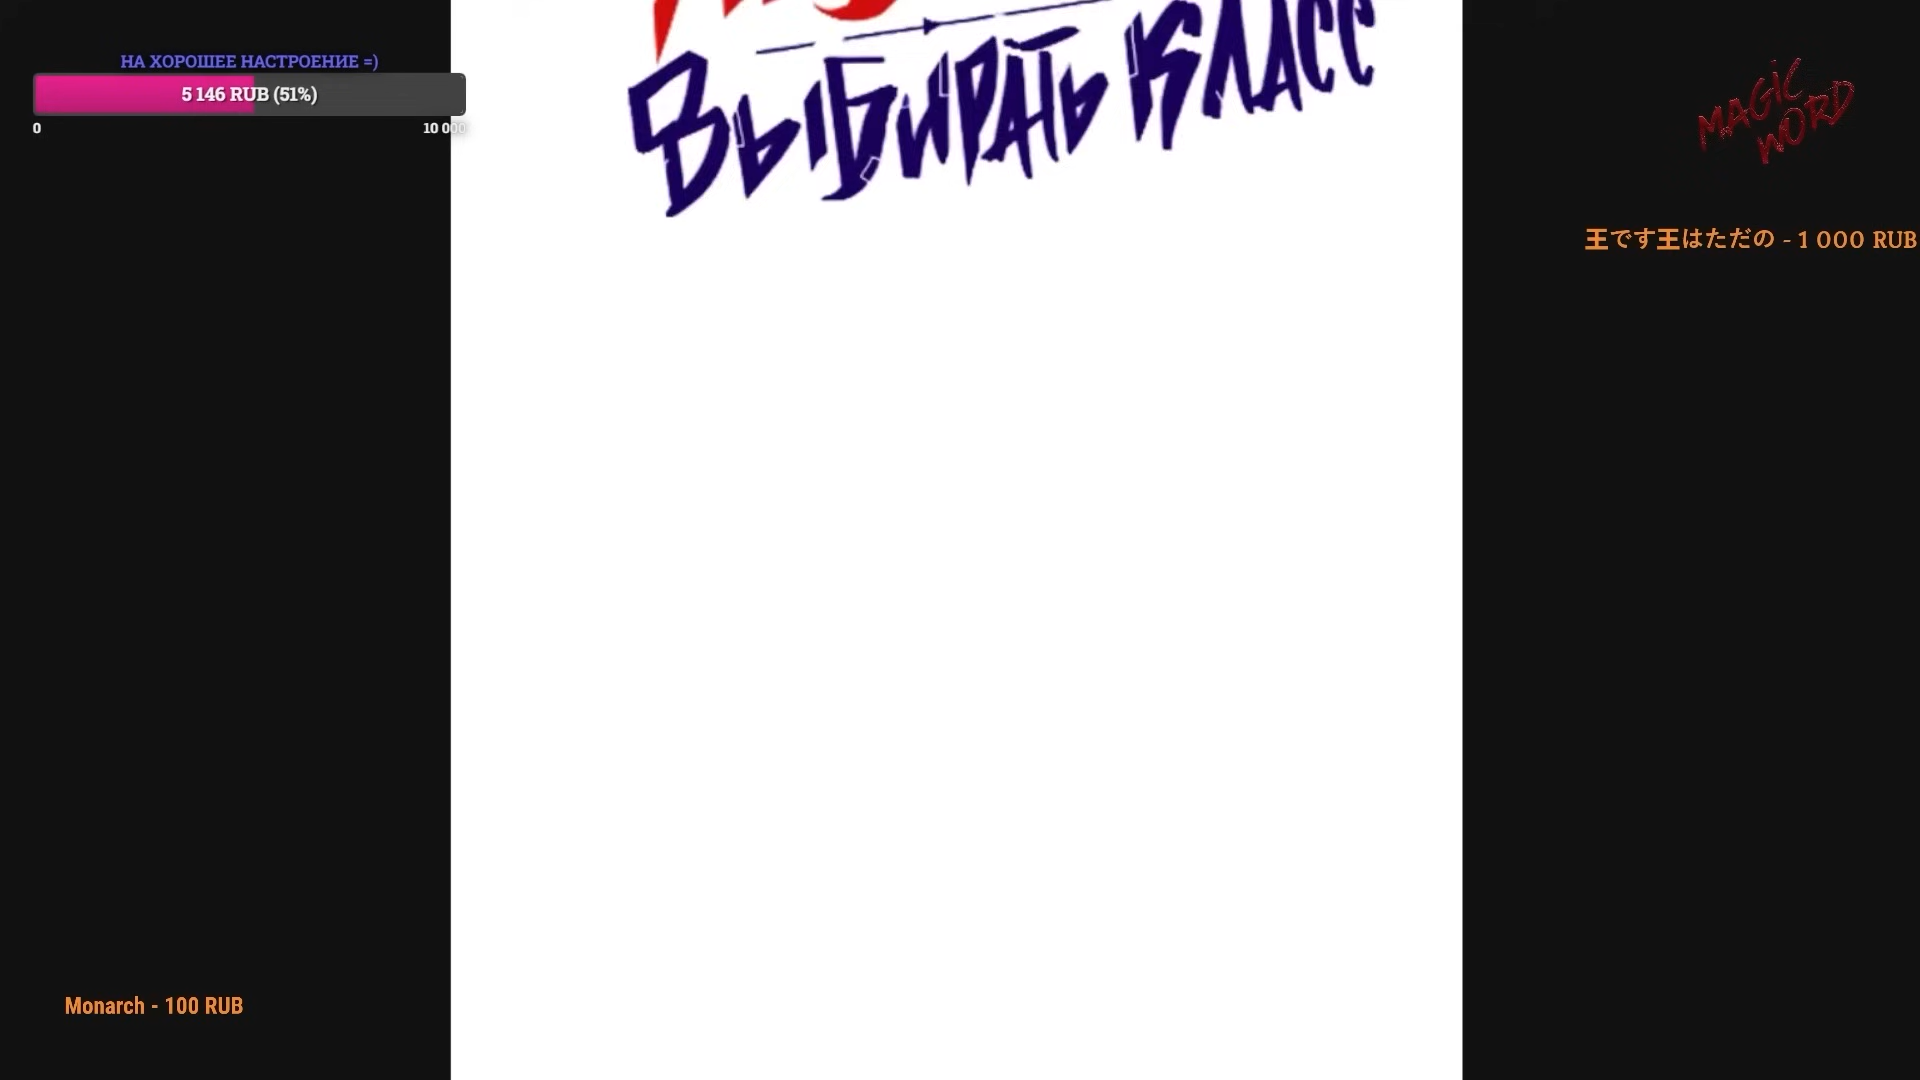 НА ХОРОШЕЕ НАСТРОЕНИЕ =)
5 146 RUB (51%)
0
10 000
ВЫБИРАТЬ КЛАСС
MAGIC
WORD
王です王はただの - 1 000 RUB
Monarch - 100 RUB